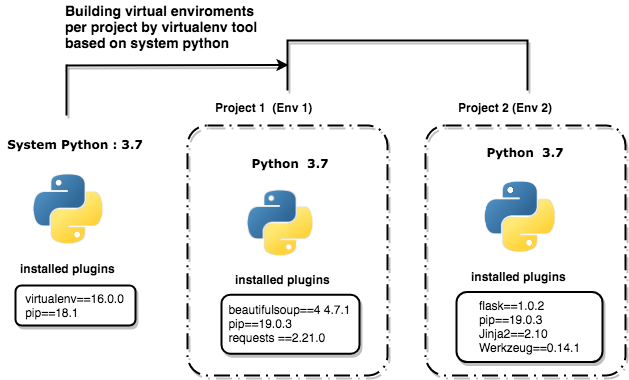 Building virtual enviroments
per project by virtualenv tool
based on system python
Project 1 (Env 1)
Project 2 (Env 2)
System Python : 3.7
Python 3.7
Python 3.7
installed plugins
installed plugins
installed plugins
virtualenv==16.0.0
pip==18.1
beautifulsoup==4 4.7.1
pip==19.0.3
requests ==2.21.0
flask==1.0.2
pip==19.0.3
Jinja2==2.10
Werkzeug==0.14.1